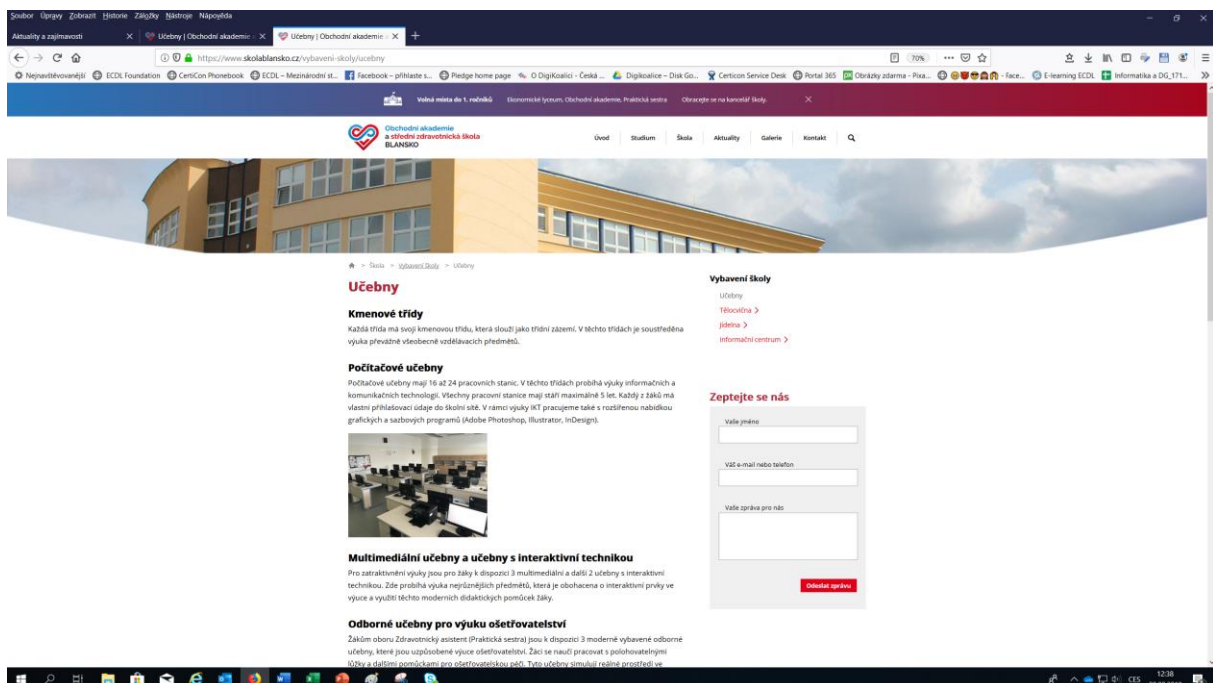 Soubor Úpravy Zobrazit Historie Záložky Nástroje Nápověda
Aktuality a zajímavosti
Učebny | Obchodní akademie
Učebny | Obchodní akademie
https://www.skolablansko.cz/vybaveni-skoly/ucebny
70%
Nejnavštěvovanější ECDL Foundation CertiCon Phonebook ECDL – Mezinárodní st... Facebook – přihlaste s... Pledge home page O DigiKoalici - Česká ... Digikoalice – Disk Go... Certicon Service Desk Portal 365 Obrázky zdarma - Pixa... - Face... E-learning ECDL Informatika a DG_171...
Volná místa do 1. ročníků Ekonomické lyceum, Obchodní akademie, Praktická sestra Obracejte se na kancelář školy.
Obchodní akademie
a střední zdravotnická škola
BLANSKO
Úvod Studium Škola Aktuality Galerie Kontakt
Škola Vybavení školy Učebny
Učebny
Kmenové třídy
Každá třída má svoji kmenovou třídu, která slouží jako třídní zázemí. V těchto třídách je soustředěna
výuka převážně všeobecně vzdělávacích předmětů.
Počítačové učebny
Počítačové učebny mají 16 až 24 pracovních stanic. V těchto třídách probíhá výuky informačních a
komunikačních technologií. Všechny pracovní stanice mají stáří maximálně 5 let. Každý z žáků má
vlastní přihlašovací údaje do školní sítě. V rámci výuky IKT pracujeme také s rozšířenou nabídkou
grafických a sazbových programů (Adobe Photoshop, Illustrator, InDesign).
Multimediální učebny a učebny s interaktivní technikou
Pro zatraktivnění výuky jsou pro žáky k dispozici 3 multimediální a další 2 učebny s interaktivní
technikou. Zde probíhá výuka nejrůznějších předmětů, která je obohacena o interaktivní prvky ve
výuce a využití těchto moderních didaktických pomůcek žáky.
Odborné učebny pro výuku ošetřovatelství
Žákům oboru Zdravotnický asistent (Praktická sestra) jsou k dispozici 3 moderně vybavené odborné
učebny, které jsou uzpůsobené výuce ošetřovatelství. Žáci se naučí pracovat s polohovatelnými
lůžky a dalšími pomůckami pro ošetřovatelskou péči. Tyto učebny simulují reálné prostředí ve
Vybavení školy
Učebny
Tělocvična
Jídelna
Informační centrum
Zeptejte se nás
Vaše jméno
Váš e-mail nebo telefon
Vaše zpráva pro nás
Odeslat zprávu
CES
12:38